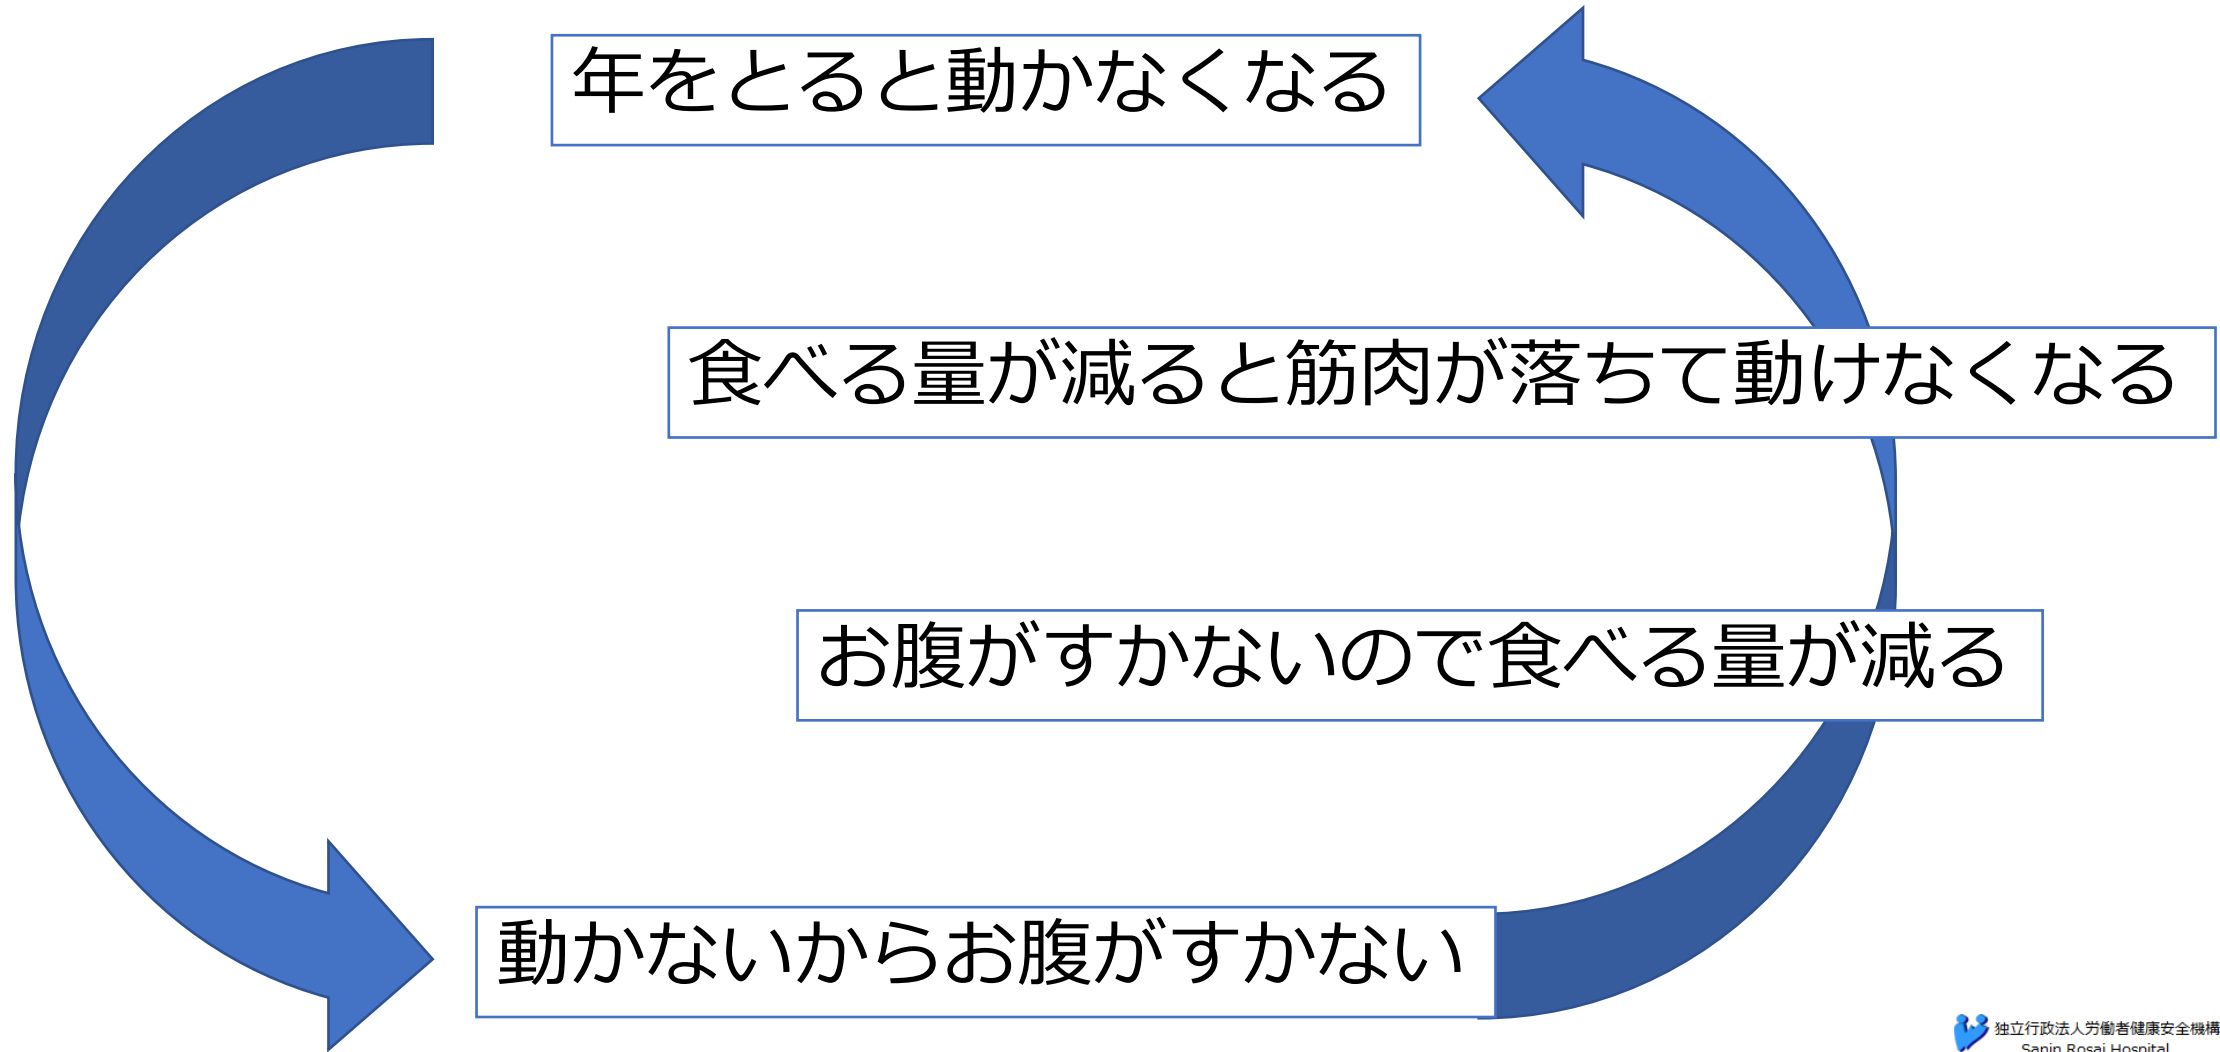 年をとると動かなくなる
食べる量が減ると筋肉が落ちて動けなくなる
お腹がすかないので食べる量が減る
動かないからお腹がすかない
独立行政法人労働者健康安全機構
Sanin Rosai Hospital